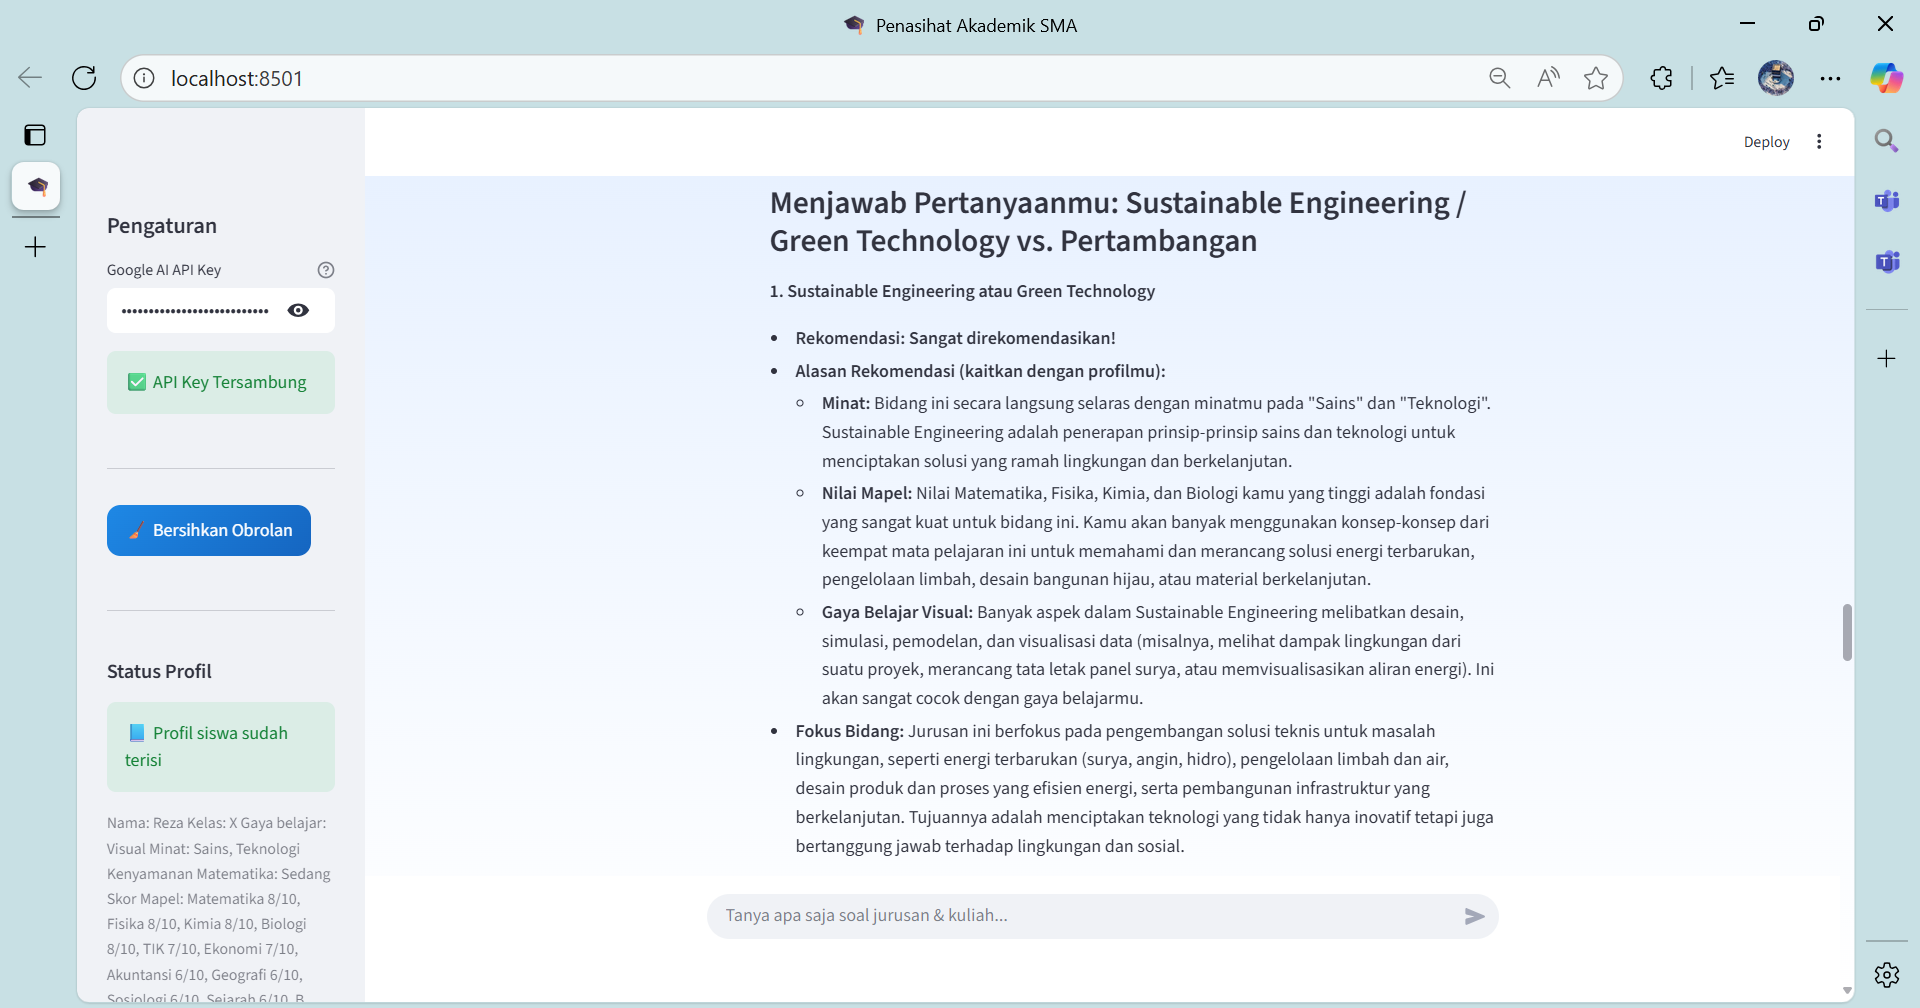 Penasihat Akademik SMA
localhost:8501
Deploy
Pengaturan
Google AI API Key
✅ API Key Tersambung
Bersihkan Obrolan
Status Profil
Profil siswa sudah
terisi
Nama: Reza Kelas: X Gaya belajar:
Visual Minat: Sains, Teknologi
Kenyamanan Matematika: Sedang
Skor Mapel: Matematika 8/10,
Fisika 8/10, Kimia 8/10, Biologi
8/10, TIK 7/10, Ekonomi 7/10,
Akuntansi 6/10, Geografi 6/10,
Sosiologi 6/10, Sejarah 6/10, B
Menjawab Pertanyaanmu: Sustainable Engineering /
Green Technology vs. Pertambangan
1. Sustainable Engineering atau Green Technology
• Rekomendasi: Sangat direkomendasikan!
• Alasan Rekomendasi (kaitkan dengan profilmu):
◦ Minat: Bidang ini secara langsung selaras dengan minatmu pada "Sains" dan "Teknologi".
Sustainable Engineering adalah penerapan prinsip-prinsip sains dan teknologi untuk
menciptakan solusi yang ramah lingkungan dan berkelanjutan.
◦ Nilai Mapel: Nilai Matematika, Fisika, Kimia, dan Biologi kamu yang tinggi adalah fondasi
yang sangat kuat untuk bidang ini. Kamu akan banyak menggunakan konsep-konsep dari
keempat mata pelajaran ini untuk memahami dan merancang solusi energi terbarukan,
pengelolaan limbah, desain bangunan hijau, atau material berkelanjutan.
◦ Gaya Belajar Visual: Banyak aspek dalam Sustainable Engineering melibatkan desain,
simulasi, pemodelan, dan visualisasi data (misalnya, melihat dampak lingkungan dari
suatu proyek, merancang tata letak panel surya, atau memvisualisasikan aliran energi). Ini
akan sangat cocok dengan gaya belajarmu.
• Fokus Bidang: Jurusan ini berfokus pada pengembangan solusi teknis untuk masalah
lingkungan, seperti energi terbarukan (surya, angin, hidro), pengelolaan limbah dan air,
desain produk dan proses yang efisien energi, serta pembangunan infrastruktur yang
berkelanjutan. Tujuannya adalah menciptakan teknologi yang tidak hanya inovatif tetapi juga
bertanggung jawab terhadap lingkungan dan sosial.
Tanya apa saja soal jurusan & kuliah...